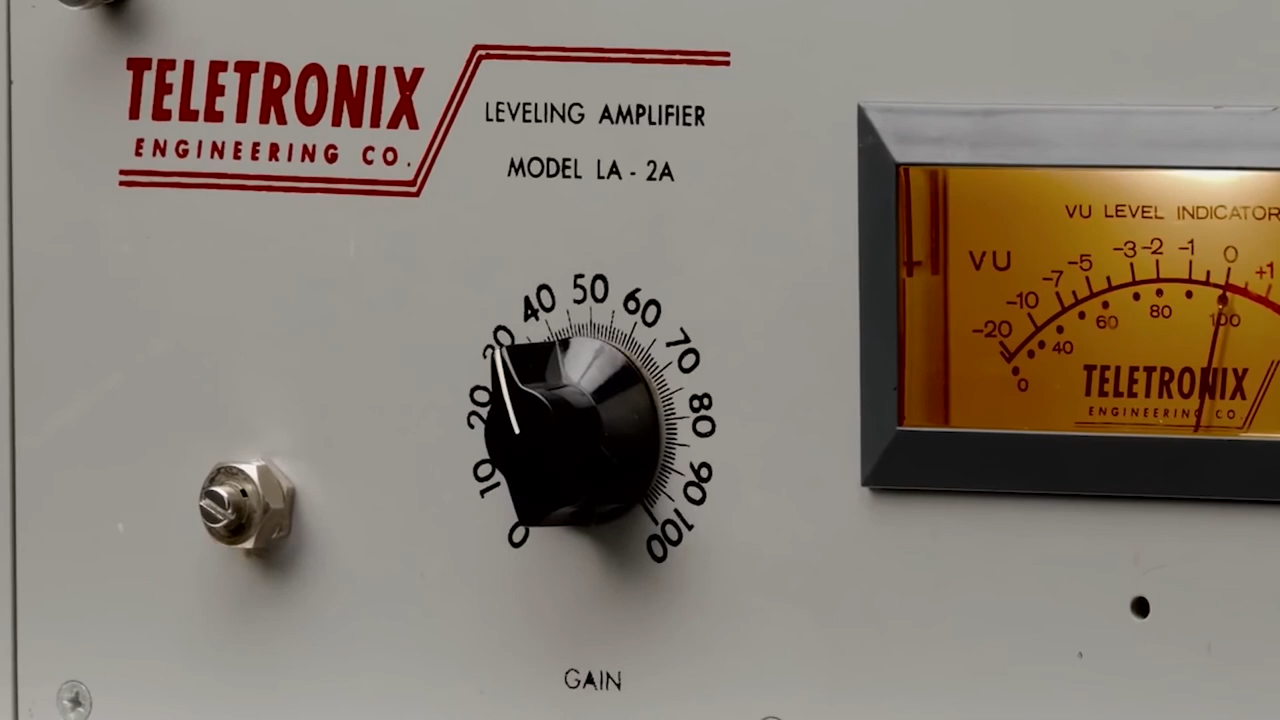 TELETRONIX
ENGINEERING CO.
LEVELING AMPLIFIER
MODEL LA - 2A
0 10 20 30 40 50 60 70 80 90 100
GAIN
VU LEVEL INDICATOR
VU
-20 -10 -7 -5 -3 -2 -1 0 +1
0 40 60 80 100
TELETRONIX
ENGINEERING CO.